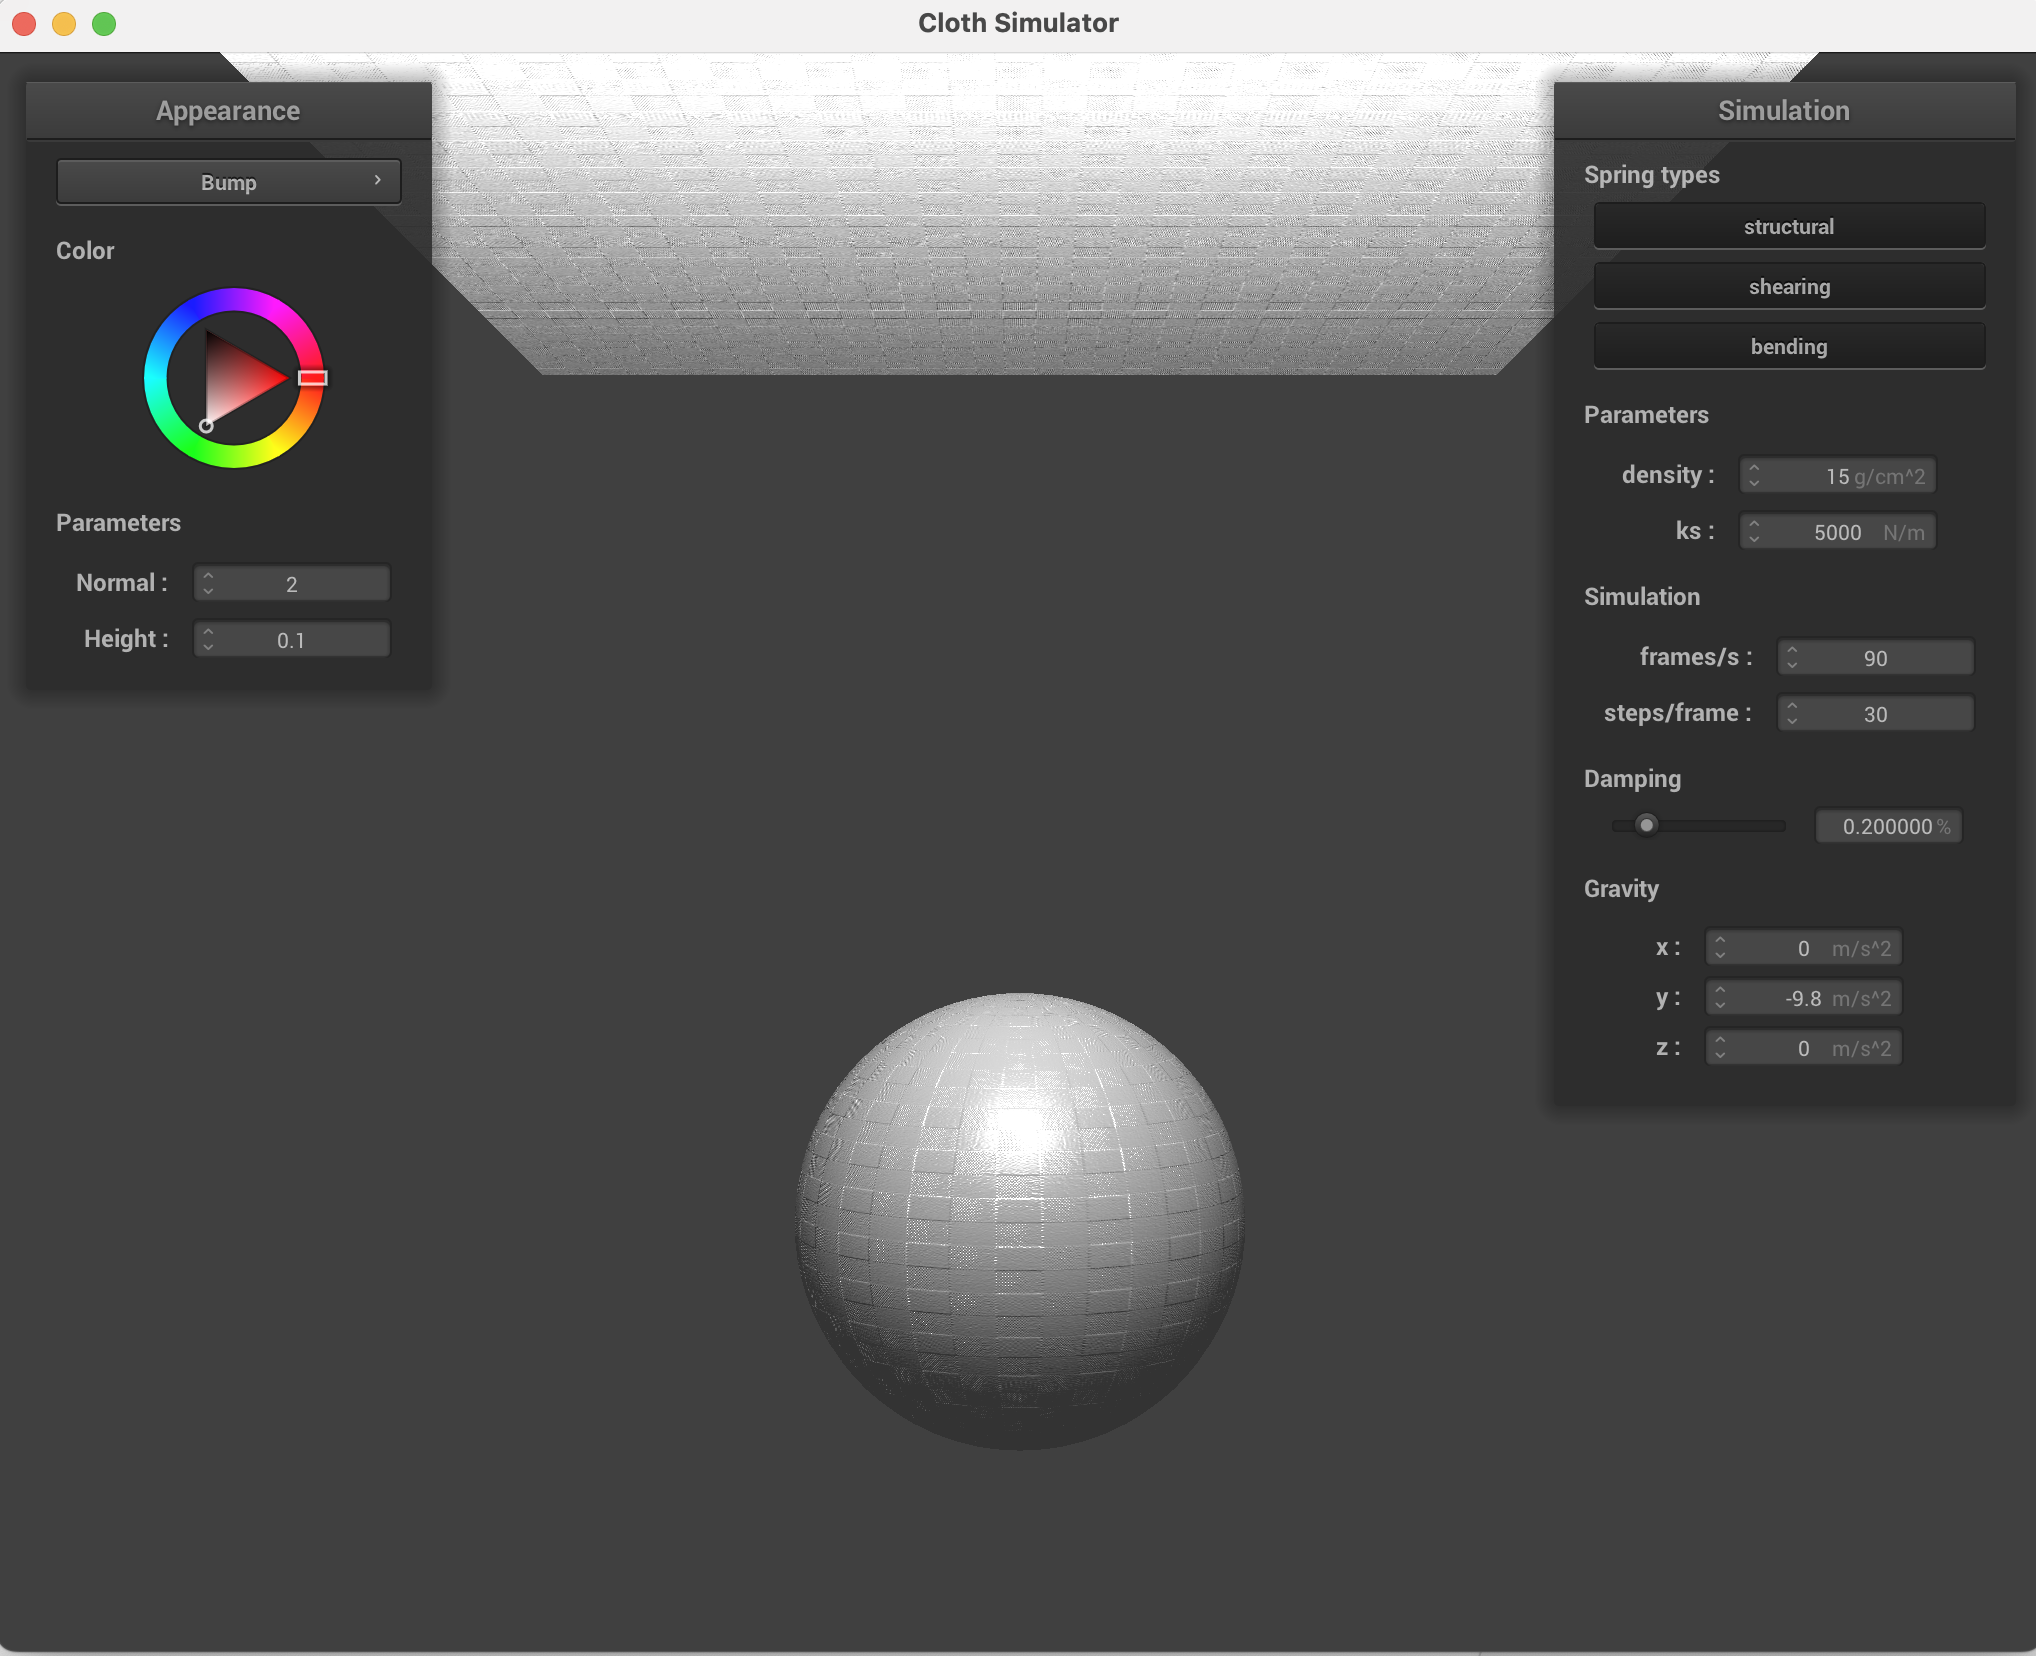 Cloth Simulator
Appearance
Bump
Color
Parameters
Normal : 2
Height : 0.1
Simulation
Spring types
structural
shearing
bending
Parameters
density : 15 g/cm^2
ks : 5000 N/m
Simulation
frames/s : 90
steps/frame : 30
Damping
0.200000 %
Gravity
x : 0 m/s^2
y : -9.8 m/s^2
z : 0 m/s^2